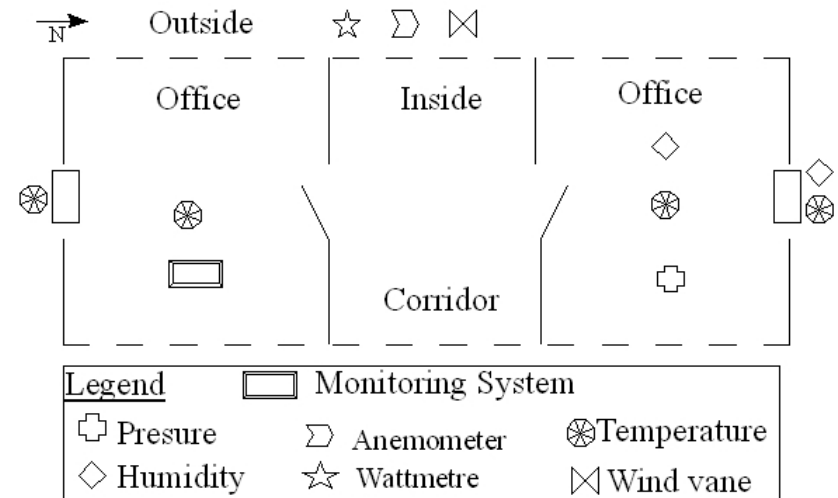 Outside
N
Office
Inside
Office
Corridor
Legend
Monitoring System
Presure
Anemometer
Temperature
Humidity
Wattmetre
Wind vane